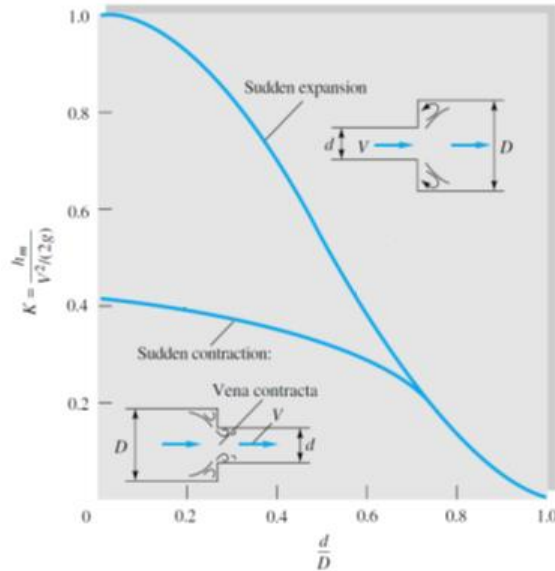 1.0
Sudden expansion
0.8
d
V
D
0.6
K = h_m / V²/(2g)
0.4
Sudden contraction:
Vena contracta
V
0.2
D
d
0
0.2
0.4
0.6
0.8
1.0
d/D